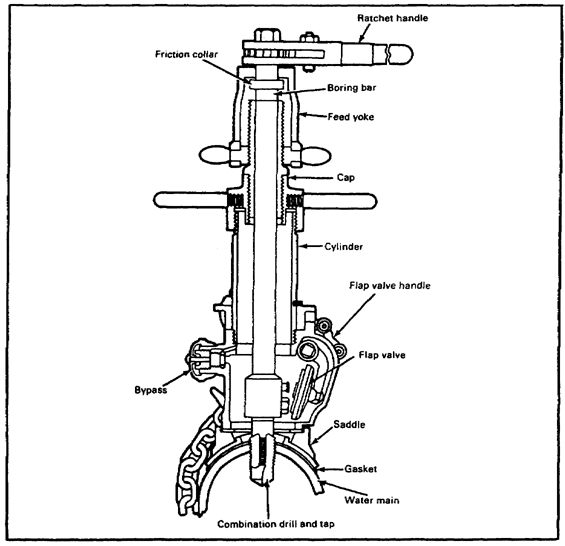 Ratchet handle
Friction collar
Boring bar
Feed yoke
Cap
Cylinder
Flap valve handle
Flap valve
Bypass
Saddle
Gasket
Water main
Combination drill and tap